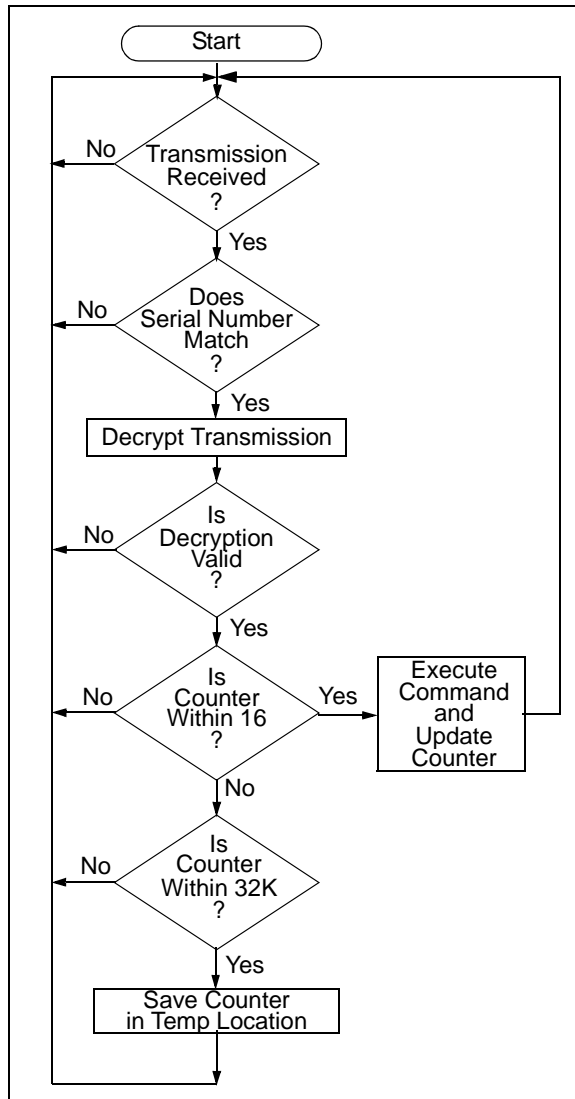 Start
No
Transmission
Received
?
Yes
No
Does
Serial Number
Match
?
Yes
Decrypt Transmission
No
Is
Decryption
Valid
?
Yes
No
Is
Counter
Within 16
?
Yes
Execute
Command
and
Update
Counter
No
No
Is
Counter
Within 32K
?
Yes
Save Counter
in Temp Location